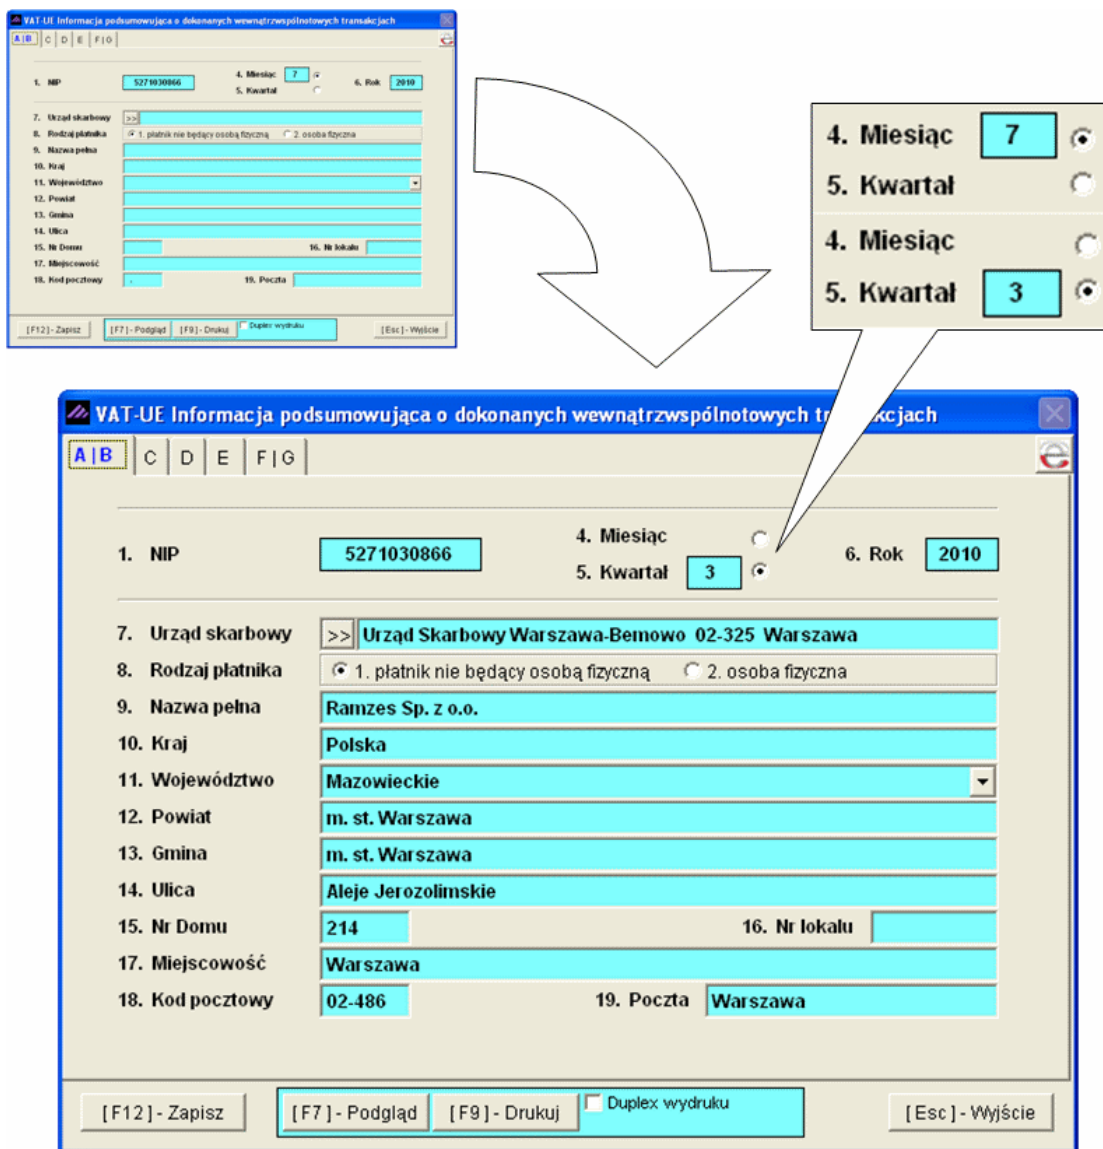 VAT-UE Informacja podsumowująca o dokonanych wewnątrzwspólnotowych transakcjach
A|B C D E F|G
1. NIP 5271030866 4. Miesiąc 7 6. Rok 2010
5. Kwartał
7. Urząd skarbowy >>
8. Rodzaj płatnika 1. płatnik nie będący osobą fizyczną 2. osoba fizyczna
9. Nazwa pełna
10. Kraj
11. Województwo
12. Powiat
13. Gmina
14. Ulica
15. Nr Domu 16. Nr lokalu
17. Miejscowość
18. Kod pocztowy - 19. Poczta
[F12]- Zapisz [F7]- Podgląd [F9]- Drukuj Duplex wydruku [Esc]- Wyjście
4. Miesiąc 7
5. Kwartał
4. Miesiąc
5. Kwartał 3
VAT-UE Informacja podsumowująca o dokonanych wewnątrzwspólnotowych tr kcjach
A|B C D E F|G
1. NIP 5271030866 4. Miesiąc 6. Rok 2010
5. Kwartał 3
7. Urząd skarbowy >> Urząd Skarbowy Warszawa-Bemowo 02-325 Warszawa
8. Rodzaj płatnika 1. płatnik nie będący osobą fizyczną 2. osoba fizyczna
9. Nazwa pełna Ramzes Sp. z o.o.
10. Kraj Polska
11. Województwo Mazowieckie
12. Powiat m. st. Warszawa
13. Gmina m. st. Warszawa
14. Ulica Aleje Jerozolimskie
15. Nr Domu 214 16. Nr lokalu
17. Miejscowość Warszawa
18. Kod pocztowy 02-486 19. Poczta Warszawa
[F12]- Zapisz [F7]- Podgląd [F9]- Drukuj Duplex wydruku [Esc]- Wyjście